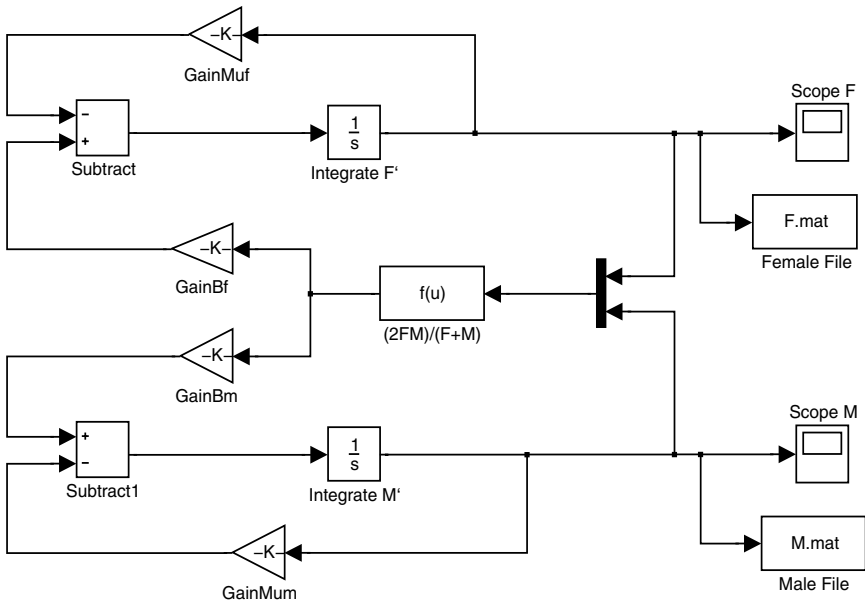 –K–
GainMuf
Scope F
–
+
Subtract
1
s
Integrate F‘
F.mat
Female File
–K–
GainBf
f(u)
(2FM)/(F+M)
–K–
GainBm
Scope M
+
–
Subtract1
1
s
Integrate M‘
M.mat
Male File
–K–
GainMum